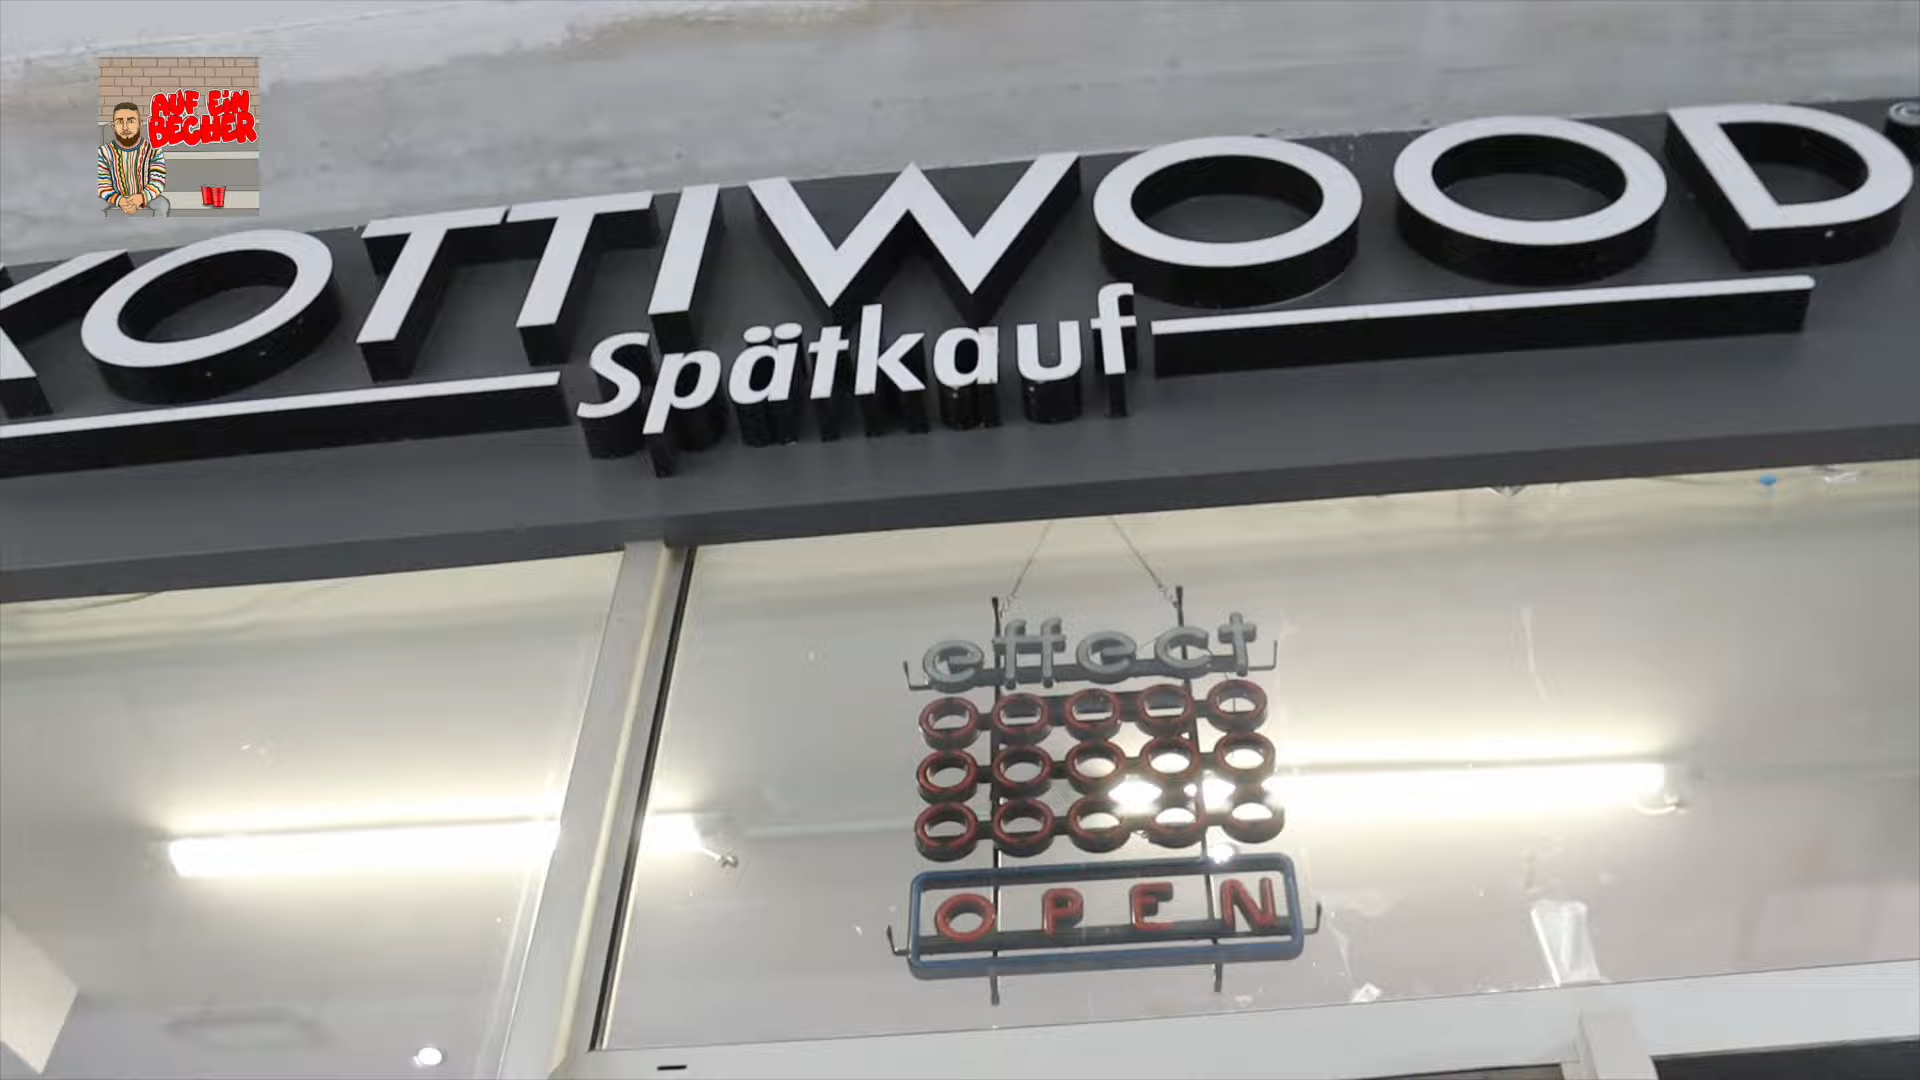 AUF EIN
BECHER
KOTTIWOOD
Spätkauf
effect
OPEN